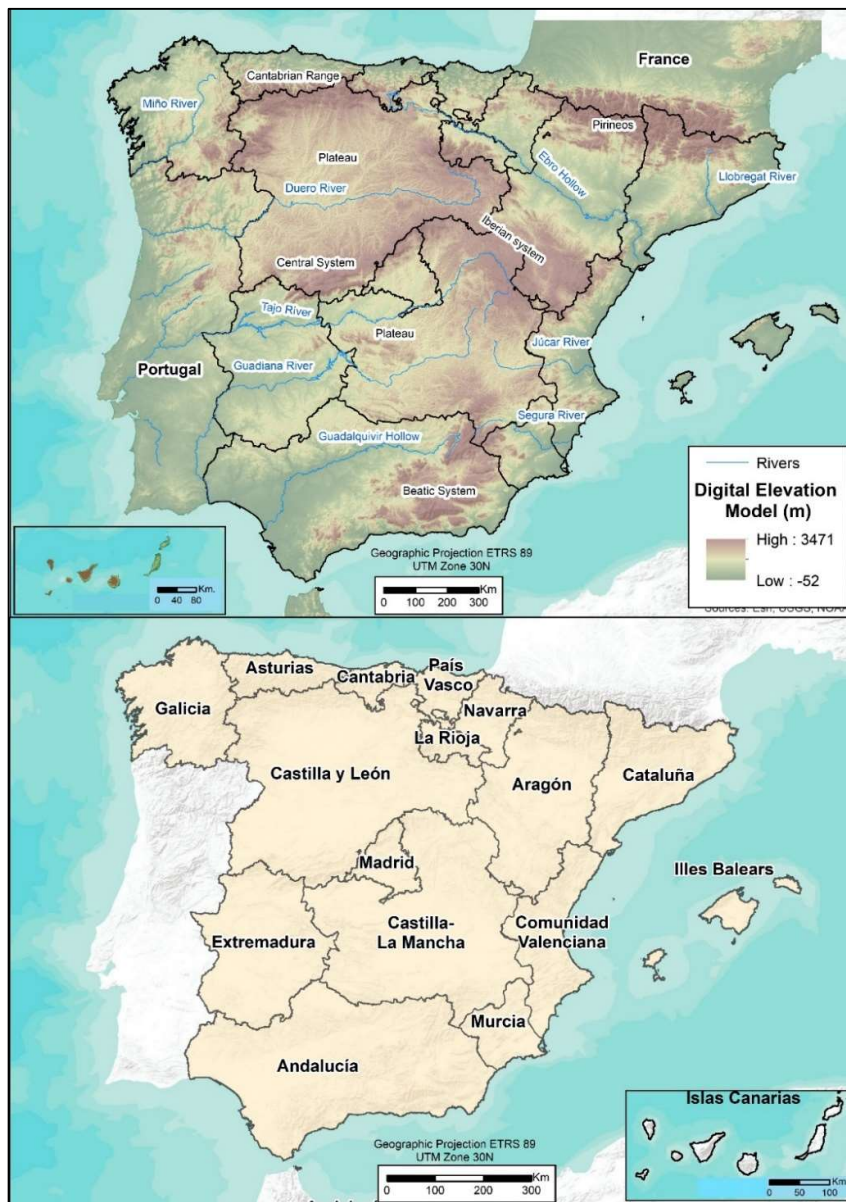 France
Cantabrian Range
Miño River
Pirineos
Plateau
Ebro Hollow
Llobregat River
Duero River
Iberian system
Central System
Tajo River
Plateau
Júcar River
Portugal
Guadiana River
Segura River
Guadalquivir Hollow
Beatic System
Rivers
Digital Elevation
Model (m)
High : 3471
Low : -52
Geographic Projection ETRS 89
UTM Zone 30N
Km
0 100 200 300
Km.
0 40 80
Sources: Esri, USGS, NOAA
País
Vasco
Asturias
Cantabria
Navarra
Galicia
La Rioja
Castilla y León
Aragón
Cataluña
Madrid
Illes Balears
Extremadura
Castilla-
La Mancha
Comunidad
Valenciana
Murcia
Andalucía
Islas Canarias
Geographic Projection ETRS 89
UTM Zone 30N
Km
0 100 200 300
Km
0 50 100